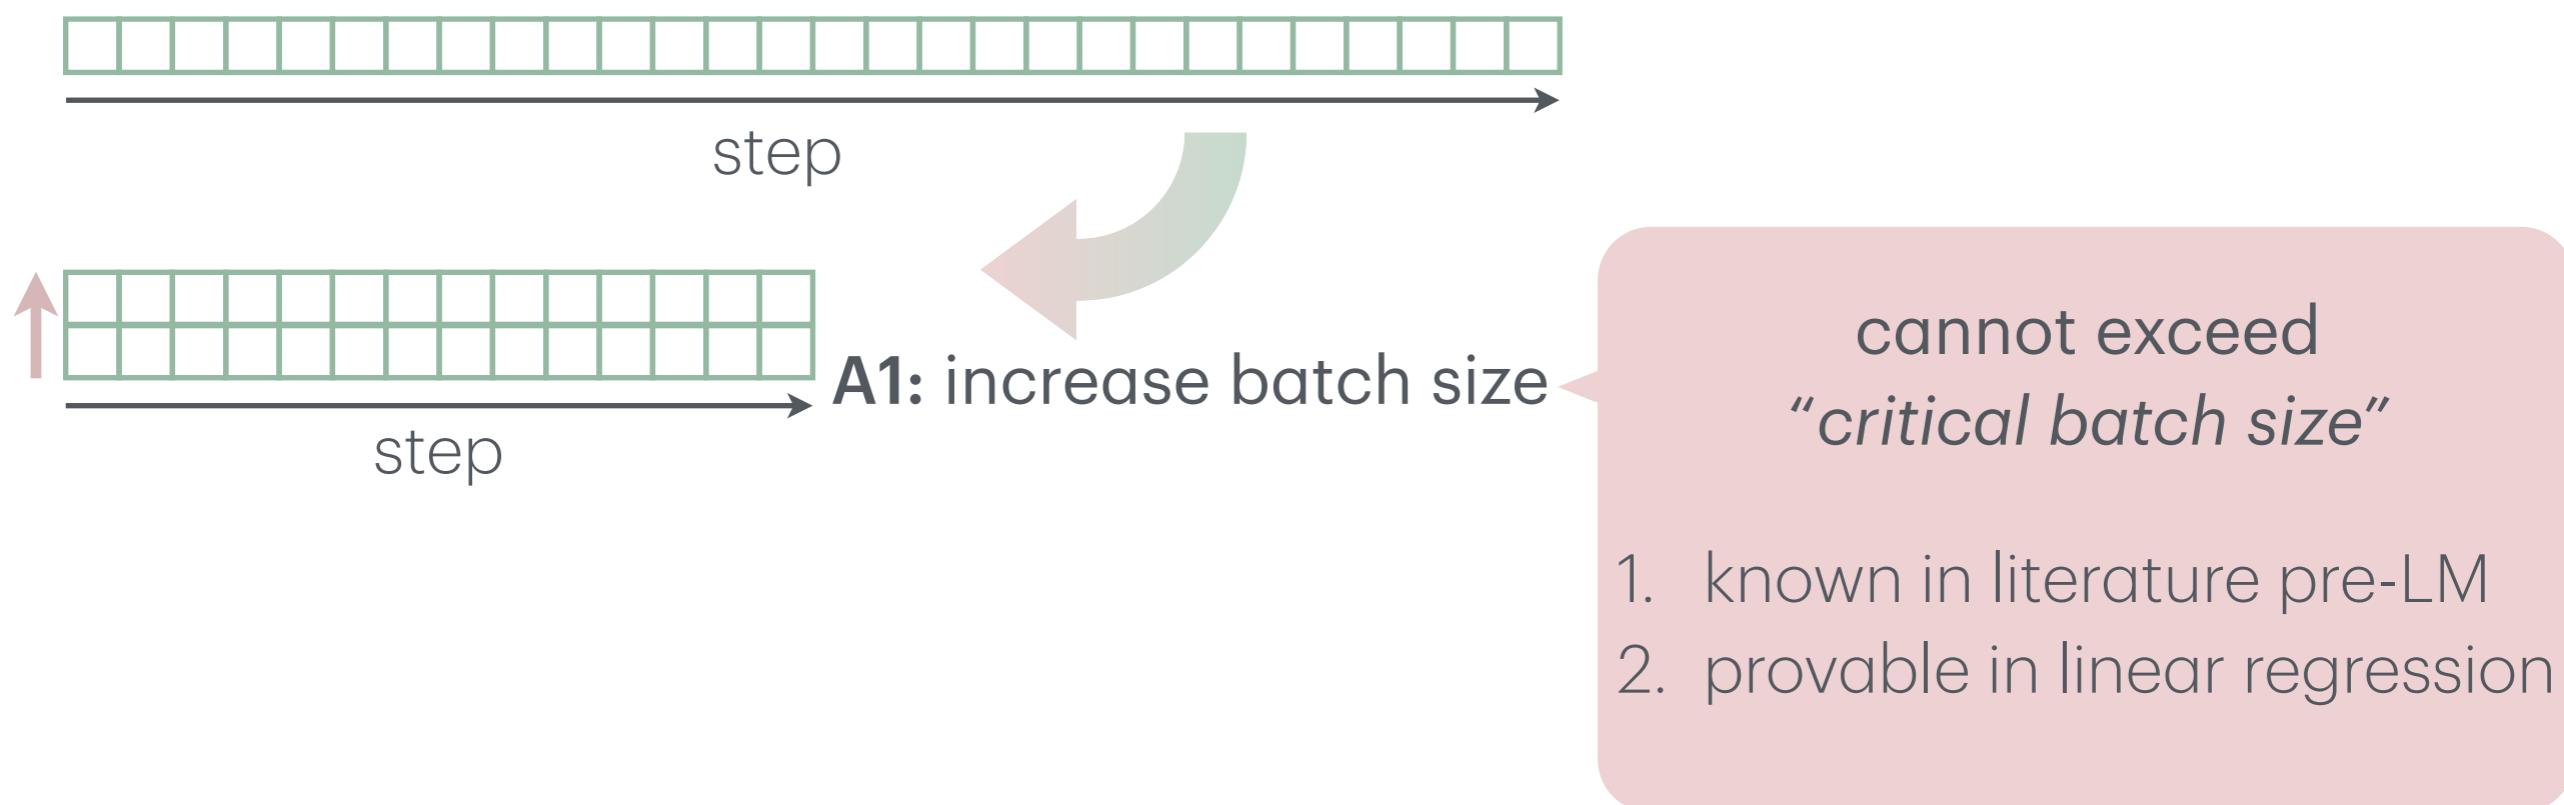 step
step
A1: increase batch size
cannot exceed
“critical batch size”
1. known in literature pre-LM
2. provable in linear regression